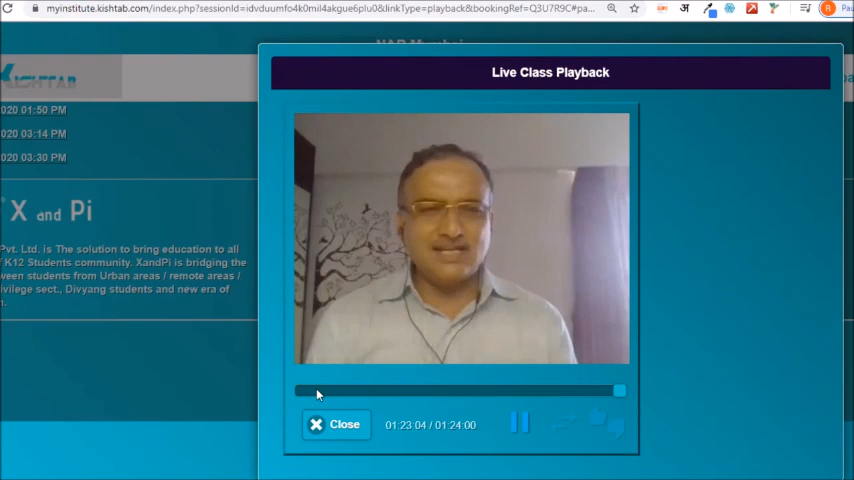 myinstitute.kishtab.com/index.php?sessionId=idvduumfo4k0mil4akgue6plu0&linkType=playback&bookingRef=Q3U7R9C#pa...
अ
R
Pau
Live Class Playback
KISHTAB
2020 01:50 PM
2020 03:14 PM
2020 03:30 PM
X and Pi
Pvt. Ltd. is The solution to bring education to all
f K12 Students community. XandPi is bridging the
ween students from Urban areas / remote areas /
ivilege sect., Divyang students and new era of
n.
Close
01:23:04 / 01:24:00